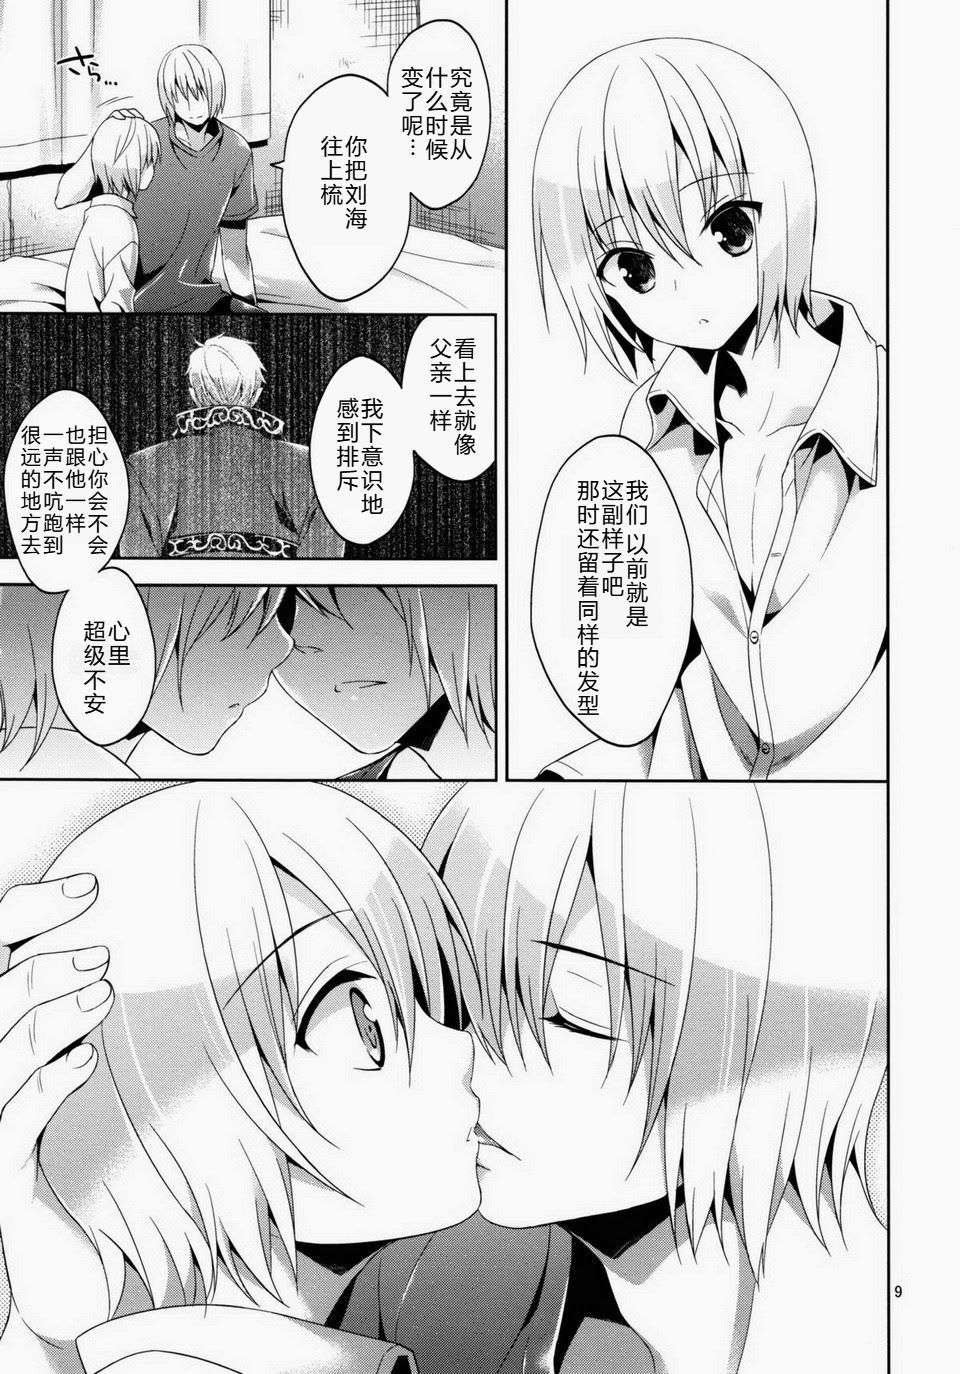 我们以前就是
这副样子吧
那时还留着同样的发型
究竟是从
什么时候
变了呢…
你把刘海
往上梳
さら…
看上去就像
父亲一样
我下意识地
感到排斥
担心你会不会
也跟他一样
一声不吭跑到
很远的地方去
心里
超级不安
9